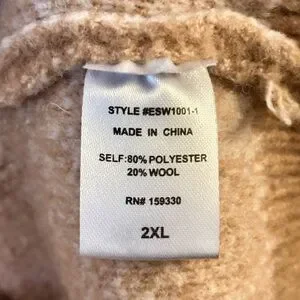 STYLE #ESW1001-1
MADE IN CHINA
SELF:80% POLYESTER
20% WOOL
RN# 159330
2XL